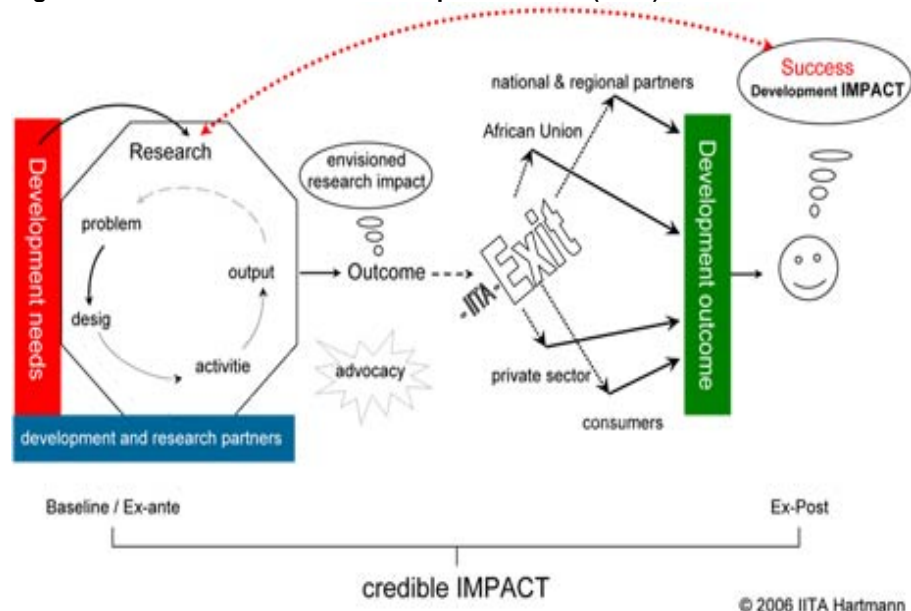 Success
Development IMPACT
national & regional partners
African Union
Development needs
Research
envisioned
research impact
problem
output
Outcome
-IITA-
Exit
Development outcome
desig
activitie
advocacy
private sector
consumers
development and research partners
Baseline / Ex-ante
Ex-Post
credible IMPACT
© 2006 IITA Hartmann